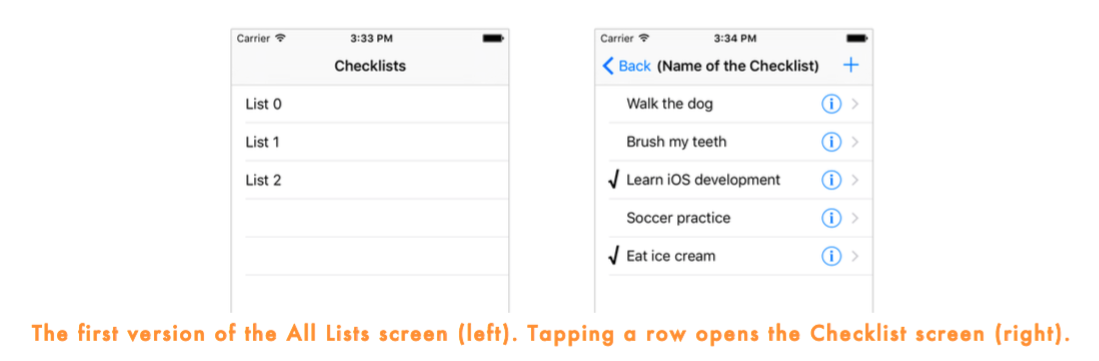 Carrier 3:33 PM
Checklists
List 0
List 1
List 2
Carrier 3:34 PM
Back (Name of the Checklist) +
Walk the dog
Brush my teeth
√ Learn iOS development
Soccer practice
√ Eat ice cream
The first version of the All Lists screen (left). Tapping a row opens the Checklist screen (right).